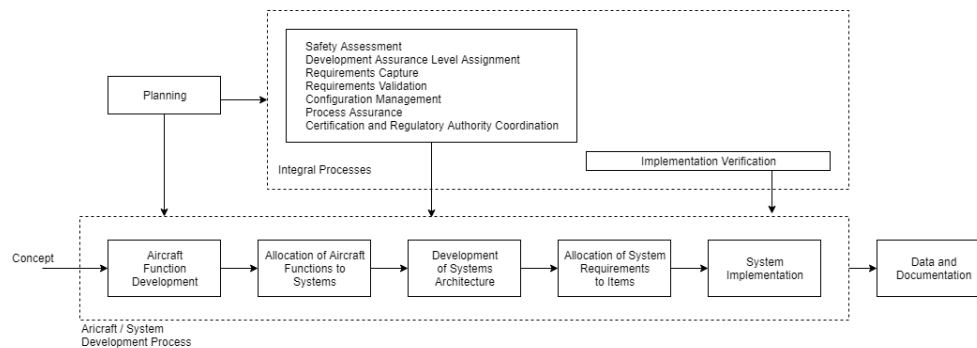 Safety Assessment
Development Assurance Level Assignment
Requirements Capture
Requirements Validation
Configuration Management
Process Assurance
Certification and Regulatory Authority Coordination
Planning
Integral Processes
Implementation Verification
Concept
Aircraft
Function
Development
Allocation of Aircraft
Functions to
Systems
Development
of Systems
Architecture
Allocation of System
Requirements
to Items
System
Implementation
Data and
Documentation
Aricraft / System
Development Process